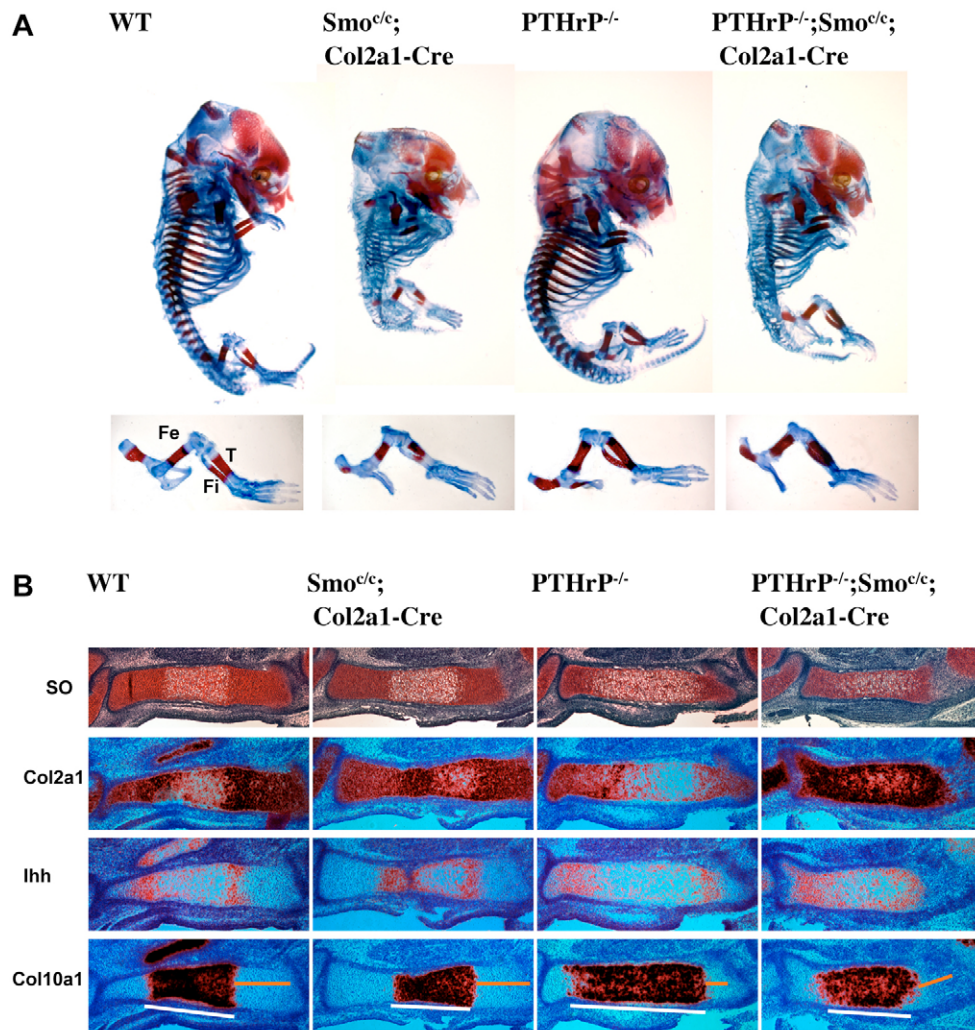 A
WT
Smo^c/c;
Col2a1-Cre
PTHrP^-/-
PTHrP^-/-;Smo^c/c;
Col2a1-Cre
Fe
T
Fi
B
WT
Smo^c/c;
Col2a1-Cre
PTHrP^-/-
PTHrP^-/-;Smo^c/c;
Col2a1-Cre
SO
Col2a1
Ihh
Col10a1